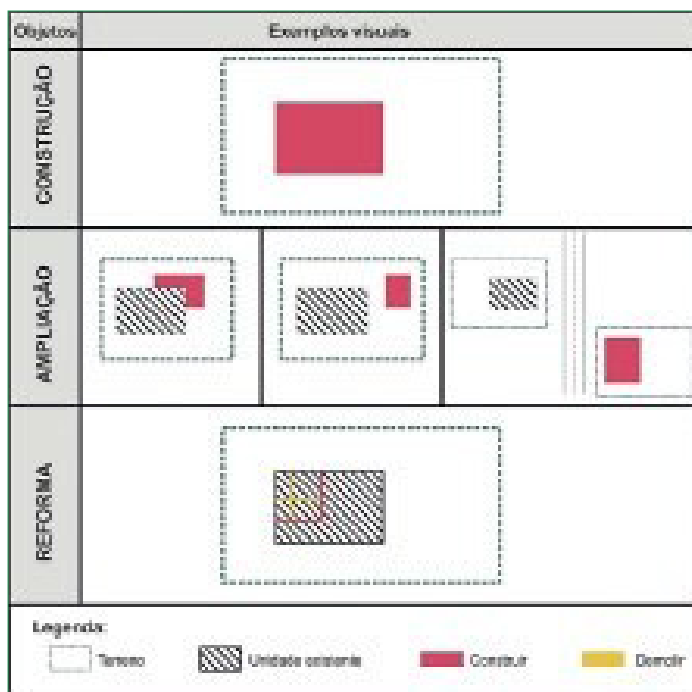 Objetos Exemplos visuais
CONSTRUÇÃO
AMPLIAÇÃO
REFORMA
Legenda:
Terreno Unidade existente Construir Demolir